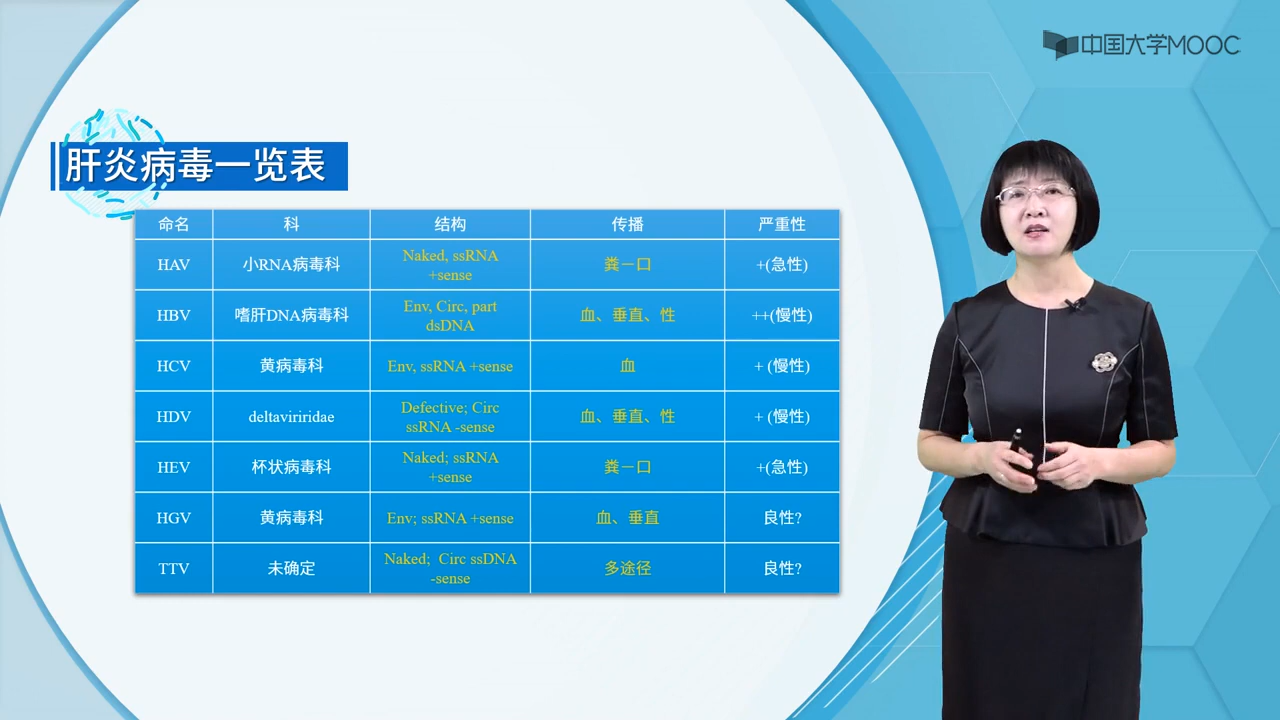 中国大学MOOC
肝炎病毒一览表
命名 科 结构 传播 严重性
HAV 小RNA病毒科 Naked, ssRNA +sense 粪－口 +(急性)
HBV 嗜肝DNA病毒科 Env, Circ, part dsDNA 血、垂直、性 ++(慢性)
HCV 黄病毒科 Env, ssRNA +sense 血 + (慢性)
HDV deltaviriridae Defective; Circ ssRNA -sense 血、垂直、性 + (慢性)
HEV 杯状病毒科 Naked; ssRNA +sense 粪－口 +(急性)
HGV 黄病毒科 Env; ssRNA +sense 血、垂直 良性?
TTV 未确定 Naked; Circ ssDNA -sense 多途径 良性?